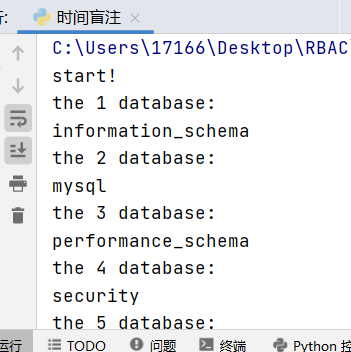 行: 时间盲注
C:\Users\17166\Desktop\RBAC
start!
the 1 database:
information_schema
the 2 database:
mysql
the 3 database:
performance_schema
the 4 database:
security
the 5 database:
运行 TODO 问题 终端 Python 控